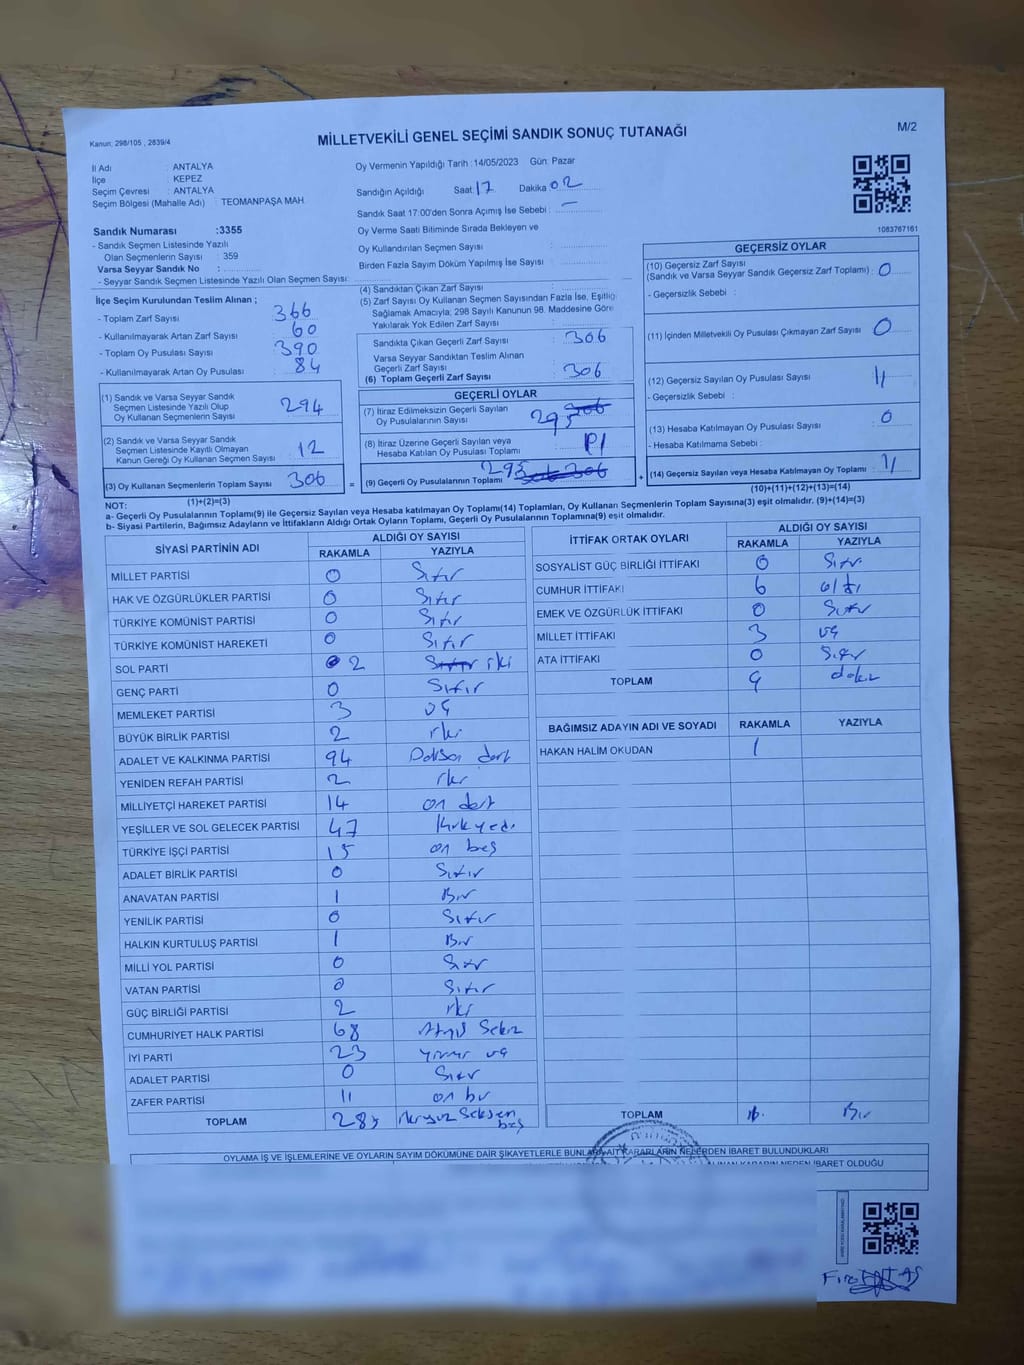 Kanun: 298/105 , 2839/4
MİLLETVEKİLİ GENEL SEÇİMİ SANDIK SONUÇ TUTANAĞI
M/2
İl Adı : ANTALYA
İlçe : KEPEZ
Seçim Çevresi : ANTALYA
Seçim Bölgesi (Mahalle Adı) : TEOMANPAŞA MAH.
Oy Vermenin Yapıldığı Tarih :14/05/2023 Gün: Pazar
Sandığın Açıldığı Saat 17 Dakika 02
Sandık Saat 17:00'den Sonra Açımış İse Sebebi : –
Oy Verme Saati Bitiminde Sırada Bekleyen ve
Oy Kullandırılan Seçmen Sayısı :
Birden Fazla Sayım Döküm Yapılmış İse Sayısı :
1083767161
Sandık Numarası :3355
- Sandık Seçmen Listesinde Yazılı
Olan Seçmenlerin Sayısı : 359
Varsa Seyyar Sandık No :
- Seyyar Sandık Seçmen Listesinde Yazılı Olan Seçmen Sayısı:
İlçe Seçim Kurulundan Teslim Alınan ;
- Toplam Zarf Sayısı : 366
- Kullanılmayarak Artan Zarf Sayısı : 60
- Toplam Oy Pusulası Sayısı : 390
- Kullanılmayarak Artan Oy Pusulası : 84
(1) Sandık ve Varsa Seyyar Sandık
Seçmen Listesinde Yazılı Olup
Oy Kullanan Seçmenlerin Sayısı : 294
(2) Sandık ve Varsa Seyyar Sandık
Seçmen Listesinde Kayıtlı Olmayan
Kanun Gereği Oy Kullanan Seçmen Sayısı : 12
(3) Oy Kullanan Seçmenlerin Toplam Sayısı : 306
(1)+(2)=(3)
(4) Sandıktan Çıkan Zarf Sayısı :
(5) Zarf Sayısı Oy Kullanan Seçmen Sayısından Fazla İse, Eşitliği
Sağlamak Amacıyla; 298 Sayılı Kanunun 98. Maddesine Göre
Yakılarak Yok Edilen Zarf Sayısı :
Sandıkta Çıkan Geçerli Zarf Sayısı : 306
Varsa Seyyar Sandıktan Teslim Alınan
Geçerli Zarf Sayısı :
(6) Toplam Geçerli Zarf Sayısı : 306
GEÇERLİ OYLAR
(7) İtiraz Edilmeksizin Geçerli Sayılan
Oy Pusulalarının Sayısı : 295 306
(8) İtiraz Üzerine Geçerli Sayılan veya
Hesaba Katılan Oy Pusulası Toplamı :
(9) Geçerli Oy Pusulalarının Toplamı : 295 306
GEÇERSİZ OYLAR
(10) Geçersiz Zarf Sayısı
(Sandık ve Varsa Seyyar Sandık Geçersiz Zarf Toplamı) : 0
- Geçersizlik Sebebi :
(11) İçinden Milletvekili Oy Pusulası Çıkmayan Zarf Sayısı : 0
(12) Geçersiz Sayılan Oy Pusulası Sayısı : 11
- Geçersizlik Sebebi :
(13) Hesaba Katılmayan Oy Pusulası Sayısı : 0
- Hesaba Katılmama Sebebi :
(14) Geçersiz Sayılan veya Hesaba Katılmayan Oy Toplamı : 11
(10)+(11)+(12)+(13)=(14)
NOT:
a- Geçerli Oy Pusulalarının Toplamı(9) ile Geçersiz Sayılan veya Hesaba katılmayan Oy Toplamı(14) Toplamları, Oy Kullanan Seçmenlerin Toplam Sayısına(3) eşit olmalıdır. (9)+(14)=(3)
b- Siyasi Partilerin, Bağımsız Adayların ve İttifakların Aldığı Ortak Oyların Toplamı, Geçerli Oy Pusulalarının Toplamına(9) eşit olmalıdır.
SİYASİ PARTİNİN ADI ALDIĞI OY SAYISI
RAKAMLA YAZIYLA
MİLLET PARTİSİ 0 Sıfır
HAK VE ÖZGÜRLÜKLER PARTİSİ 0 Sıfır
TÜRKİYE KOMÜNİST PARTİSİ 0 Sıfır
TÜRKİYE KOMÜNİST HAREKETİ 0 Sıfır
SOL PARTİ 0 2 Sıfır iki
GENÇ PARTİ 0 Sıfır
MEMLEKET PARTİSİ 3 üç
BÜYÜK BİRLİK PARTİSİ 2 iki
ADALET VE KALKINMA PARTİSİ 94 Doksan dört
YENİDEN REFAH PARTİSİ 2 iki
MİLLİYETÇİ HAREKET PARTİSİ 14 on dört
YEŞİLLER VE SOL GELECEK PARTİSİ 47 kırk yedi
TÜRKİYE İŞÇİ PARTİSİ 15 on beş
ADALET BİRLİK PARTİSİ 0 Sıfır
ANAVATAN PARTİSİ 1 Bir
YENİLİK PARTİSİ 0 Sıfır
HALKIN KURTULUŞ PARTİSİ 1 Bir
MİLLİ YOL PARTİSİ 0 Sıfır
VATAN PARTİSİ 0 Sıfır
GÜÇ BİRLİĞİ PARTİSİ 2 iki
CUMHURİYET HALK PARTİSİ 68 Atmış Sekiz
İYİ PARTİ 23 yirmi üç
ADALET PARTİSİ 0 Sıfır
ZAFER PARTİSİ 11 on bir
TOPLAM 285 iki yüz Seksen beş
İTTİFAK ORTAK OYLARI ALDIĞI OY SAYISI
RAKAMLA YAZIYLA
SOSYALİST GÜÇ BİRLİĞİ İTTİFAKI 0 Sıfır
CUMHUR İTTİFAKI 6 altı
EMEK VE ÖZGÜRLÜK İTTİFAKI 0 Sıfır
MİLLET İTTİFAKI 3 üç
ATA İTTİFAKI 0 Sıfır
TOPLAM 9 dokuz
BAĞIMSIZ ADAYIN ADI VE SOYADI RAKAMLA YAZIYLA
HAKAN HALİM OKUDAN 1
TOPLAM 1 Bir
OYLAMA İŞ VE İŞLEMLERİNE VE OYLARIN SAYIM DÖKÜMÜNE DAİR ŞİKAYETLERLE BUNLARA AİT KARARLARIN NELERDEN İBARET BULUNDUKLARI